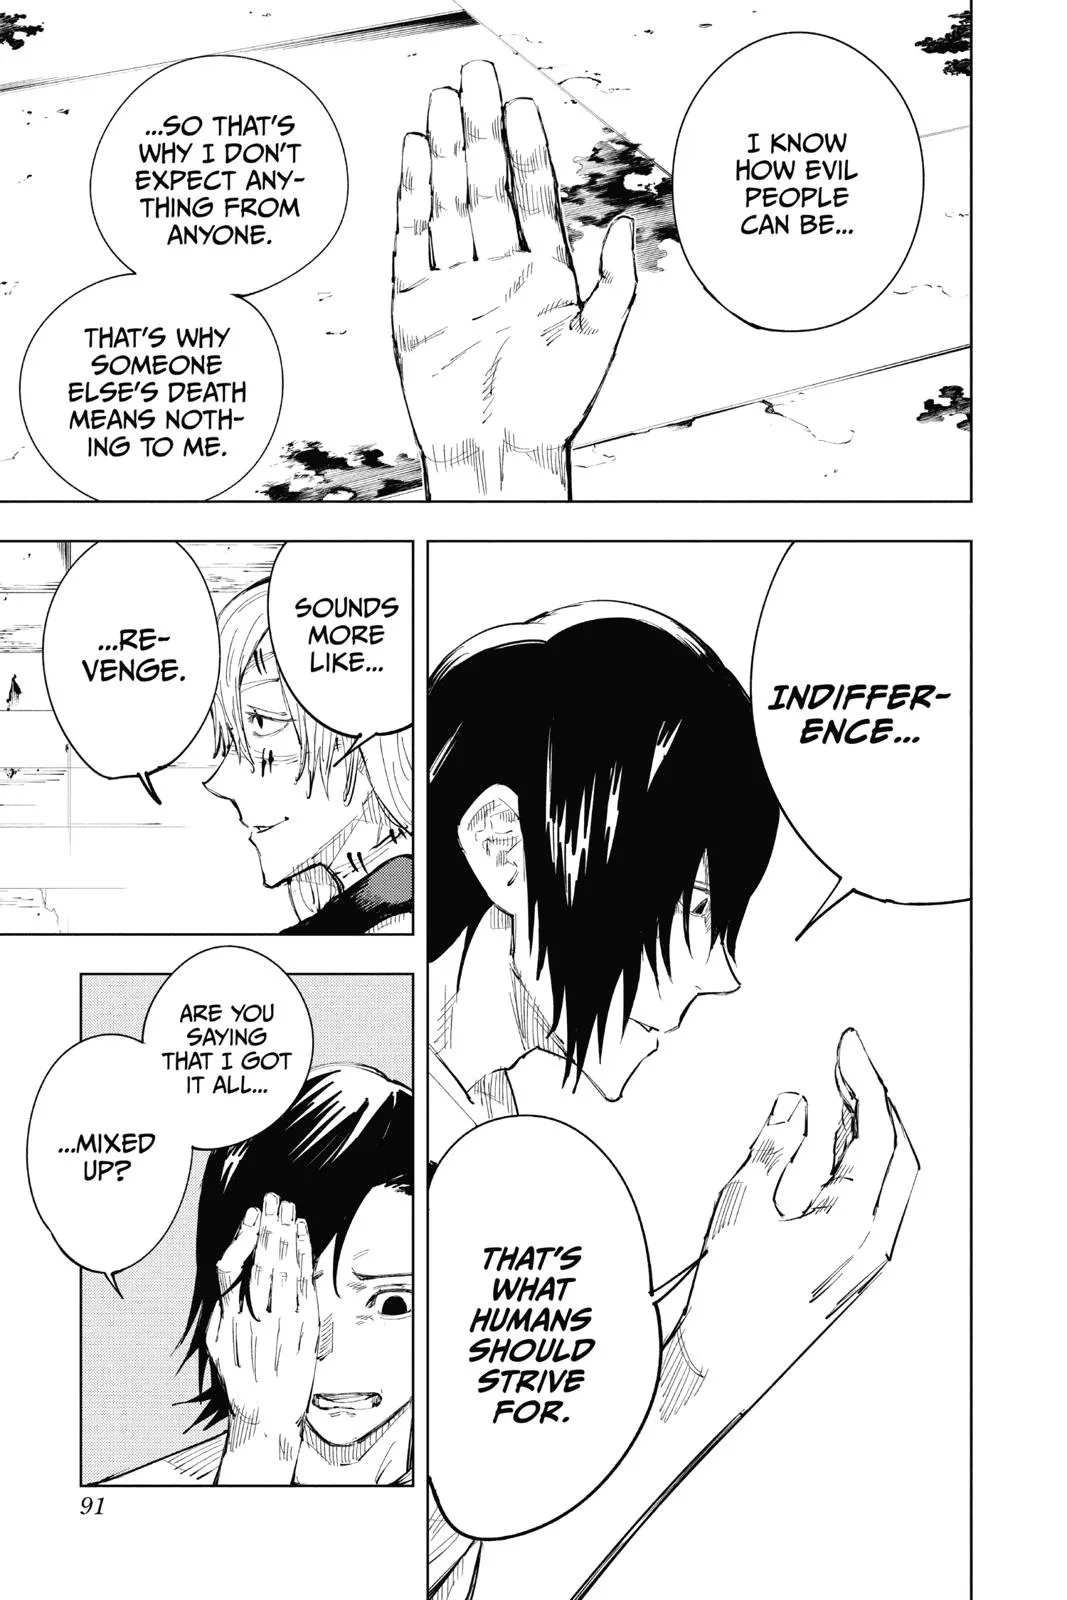 I KNOW
HOW EVIL
PEOPLE
CAN BE...
...SO THAT'S
WHY I DON'T
EXPECT ANY-
THING FROM
ANYONE.
THAT'S WHY
SOMEONE
ELSE'S DEATH
MEANS NOTH-
ING TO ME.
INDIFFER-
ENCE...
THAT'S
WHAT
HUMANS
SHOULD
STRIVE
FOR.
SOUNDS
MORE
LIKE...
...RE-
VENGE.
ARE YOU
SAYING
THAT I GOT
IT ALL...
...MIXED
UP?
91